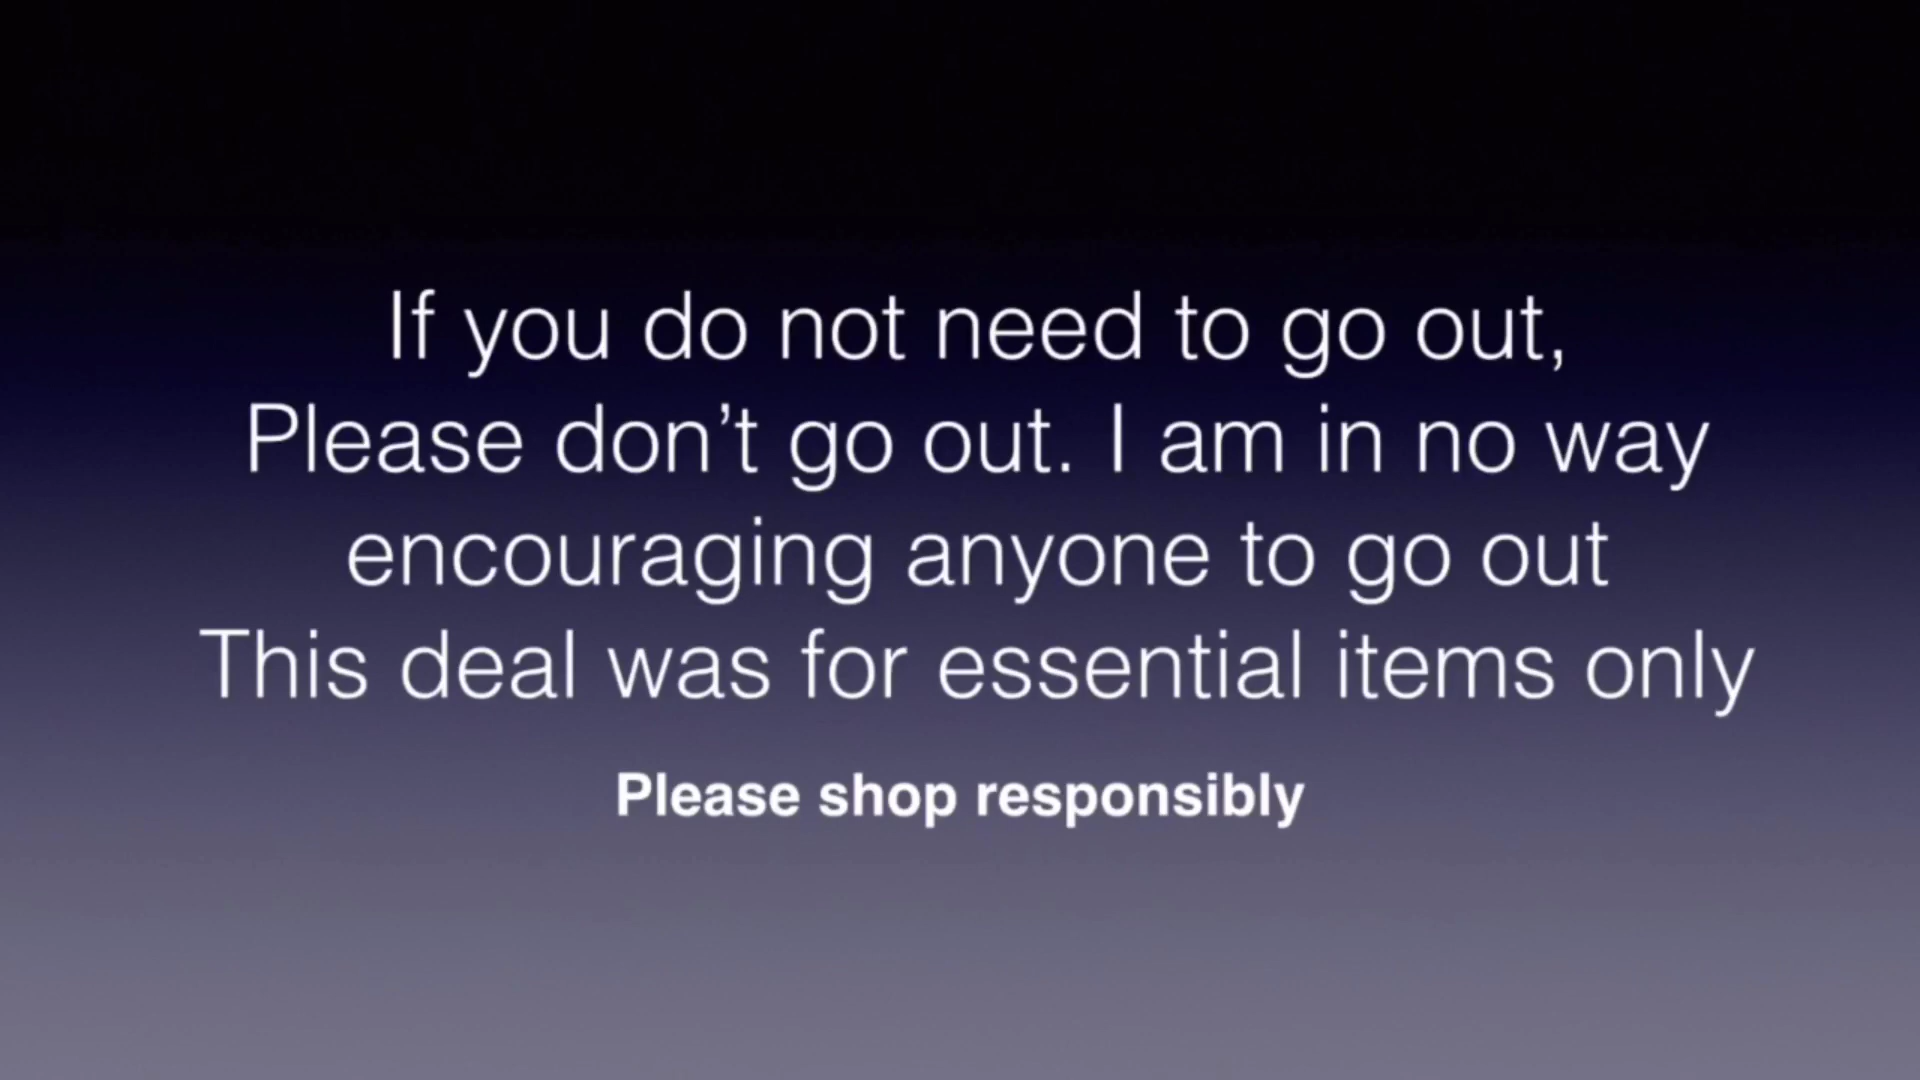 If you do not need to go out,
Please don’t go out. I am in no way
encouraging anyone to go out
This deal was for essential items only
Please shop responsibly